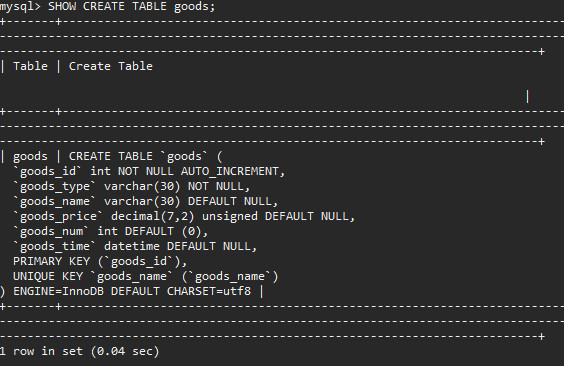 mysql> SHOW CREATE TABLE goods;
+-------+----------------------------------------------------------------------
--------------------------------------------------------------------------------
-------------------------------------------------------------------+
| Table | Create Table
|
+-------+----------------------------------------------------------------------
--------------------------------------------------------------------------------
-------------------------------------------------------------------+
| goods | CREATE TABLE `goods` (
`goods_id` int NOT NULL AUTO_INCREMENT,
`goods_type` varchar(30) NOT NULL,
`goods_name` varchar(30) DEFAULT NULL,
`goods_price` decimal(7,2) unsigned DEFAULT NULL,
`goods_num` int DEFAULT (0),
`goods_time` datetime DEFAULT NULL,
PRIMARY KEY (`goods_id`),
UNIQUE KEY `goods_name` (`goods_name`)
) ENGINE=InnoDB DEFAULT CHARSET=utf8 |
+-------+----------------------------------------------------------------------
--------------------------------------------------------------------------------
-------------------------------------------------------------------+
1 row in set (0.04 sec)